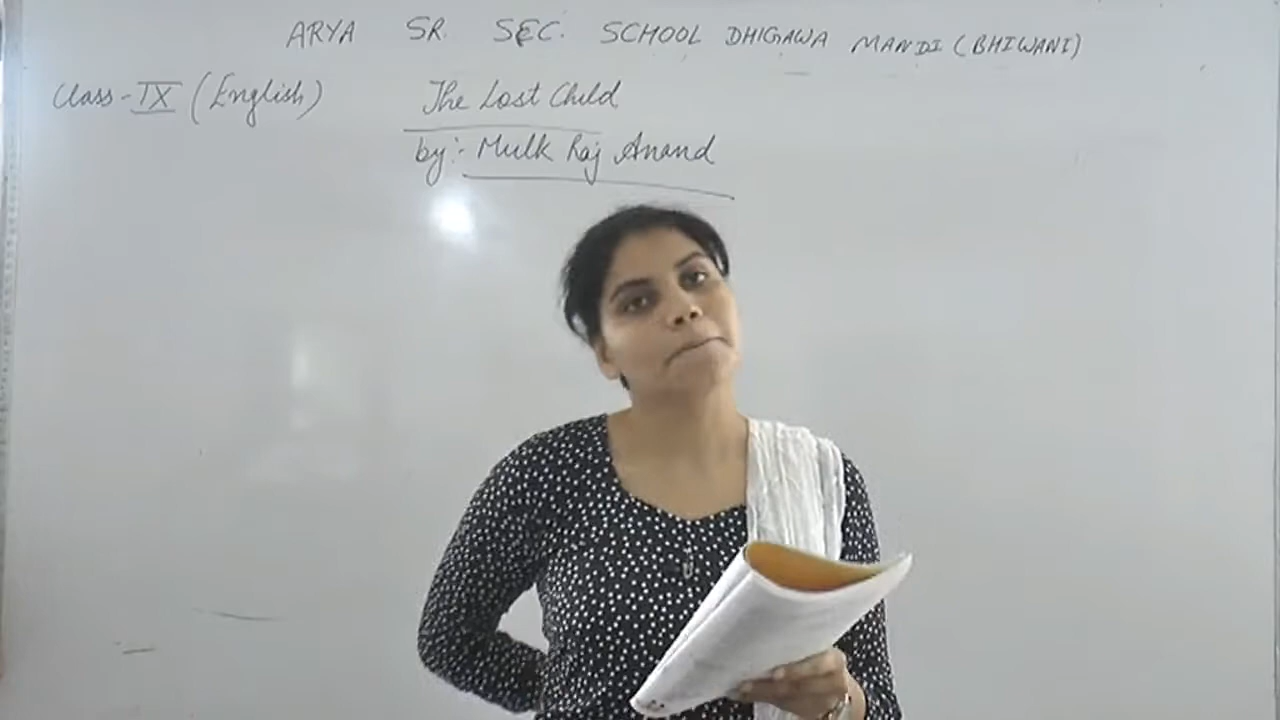 ARYA SR. SEC. SCHOOL DHIGAWA MANDI (BHIWANI)
Class - IX (English)
The Lost Child
by:- Mulk Raj Anand